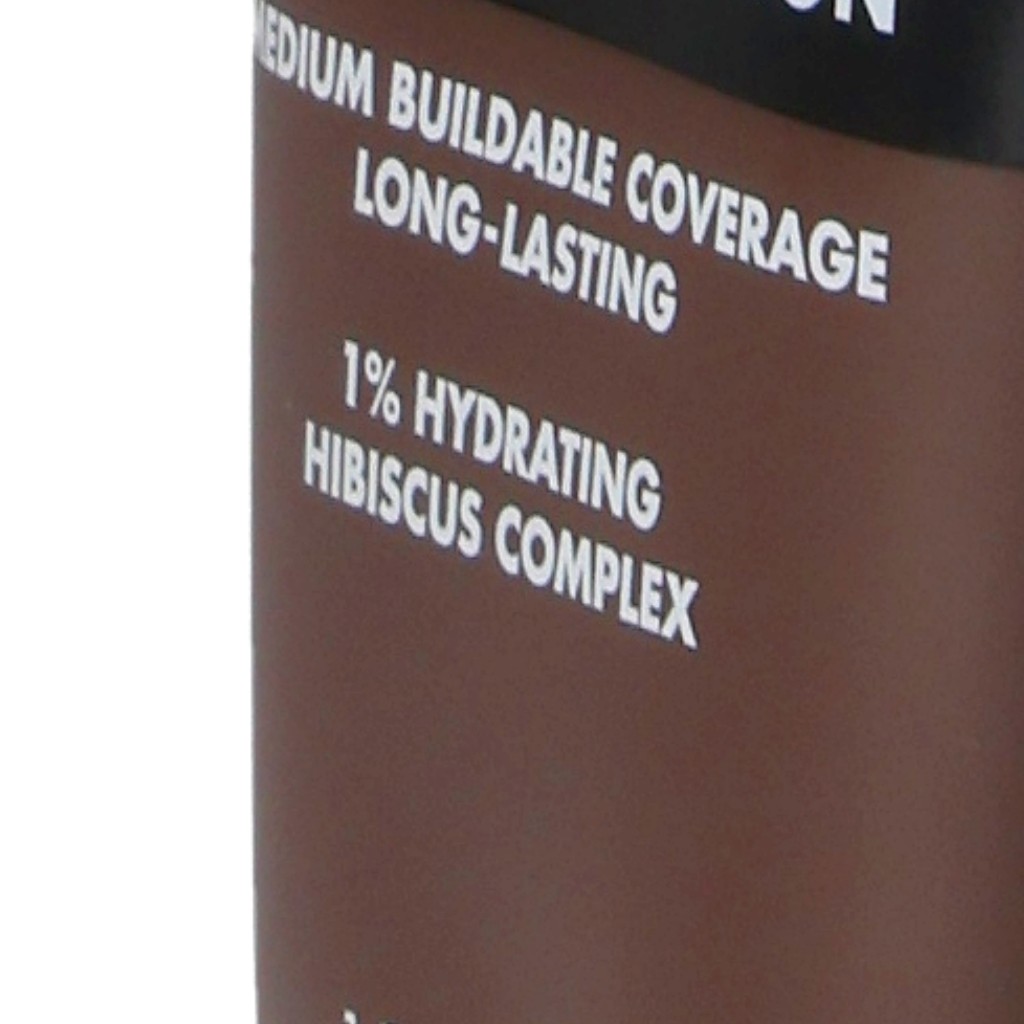 MEDIUM BUILDABLE COVERAGE
LONG-LASTING
1% HYDRATING
HIBISCUS COMPLEX